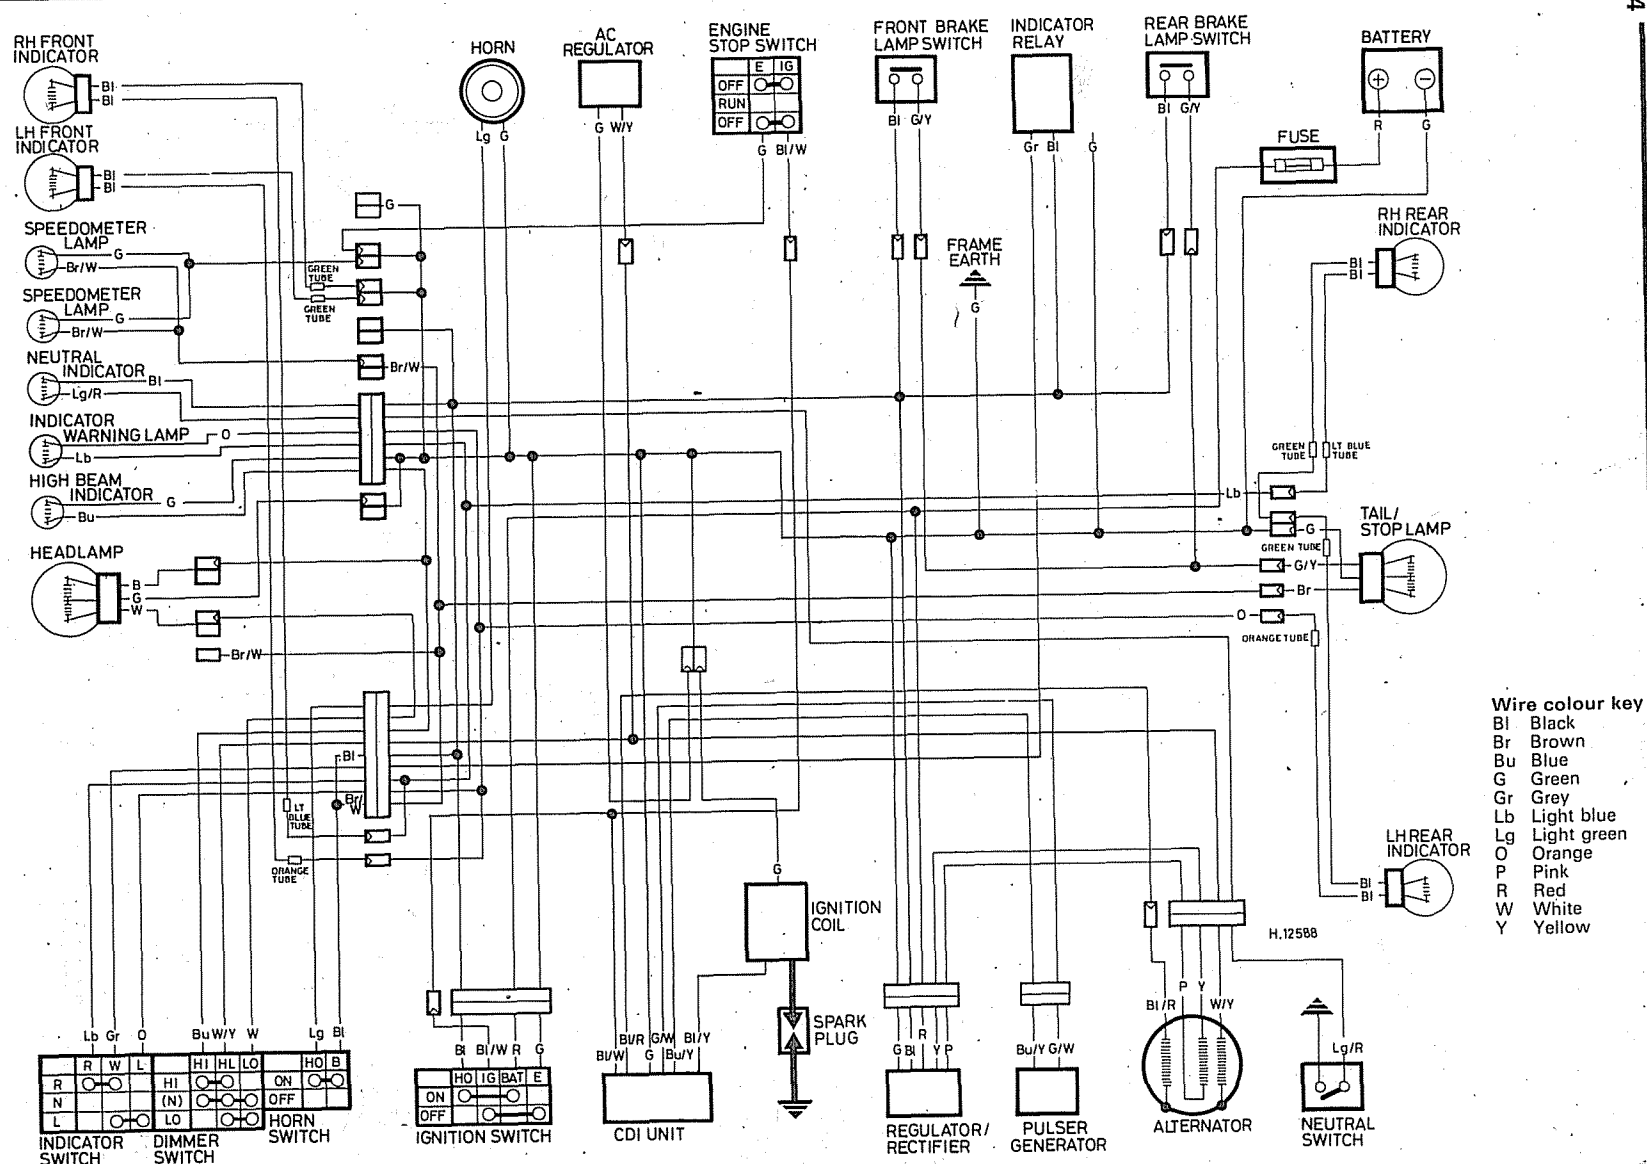 4
RH FRONT
INDICATOR
Bl
Bl
LH FRONT
INDICATOR
Bl
Bl
SPEEDOMETER
LAMP
G
Br/W
SPEEDOMETER
LAMP
G
Br/W
NEUTRAL
INDICATOR
Bl
Lg/R
INDICATOR
WARNING LAMP
O
Lb
HIGH BEAM
INDICATOR
G
Bu
HEADLAMP
B
G
W
Br/W
HORN
Lg G
AC
REGULATOR
G W/Y
ENGINE
STOP SWITCH
E IG
OFF
RUN
OFF
G Bl/W
FRONT BRAKE
LAMP SWITCH
Bl G/Y
INDICATOR
RELAY
Gr Bl G
REAR BRAKE
LAMP SWITCH
Bl G/Y
BATTERY
+ −
R G
FUSE
G
GREEN
TUBE
GREEN
TUBE
Br/W
FRAME
EARTH
G
RH REAR
INDICATOR
Bl
Bl
GREEN
TUBE
LT BLUE
TUBE
Lb
G
GREEN TUBE
TAIL/
STOP LAMP
G/Y
Br
O
ORANGE TUBE
Bl
Br/
W
LT
BLUE
TUBE
ORANGE
TUBE
Wire colour key
Bl Black
Br Brown
Bu Blue
G Green
Gr Grey
Lb Light blue
Lg Light green
O Orange
P Pink
R Red
W White
Y Yellow
LH REAR
INDICATOR
Bl
Bl
H.12588
G
IGNITION
COIL
SPARK
PLUG
Lb Gr O
R W L
R
N
L
INDICATOR
SWITCH
Bu W/Y W
HI HL LO
HI
(N)
LO
DIMMER
SWITCH
Lg Bl
HO B
ON
OFF
HORN
SWITCH
Bl Bl/W R G
HO IG BAT E
ON
OFF
IGNITION SWITCH
Bl/W Bl/R G G/W Bu/Y Bl/Y
CDI UNIT
G Bl R Y P
REGULATOR/
RECTIFIER
Bu/Y G/W
PULSER
GENERATOR
Bl/R P Y W/Y
ALTERNATOR
Lg/R
NEUTRAL
SWITCH